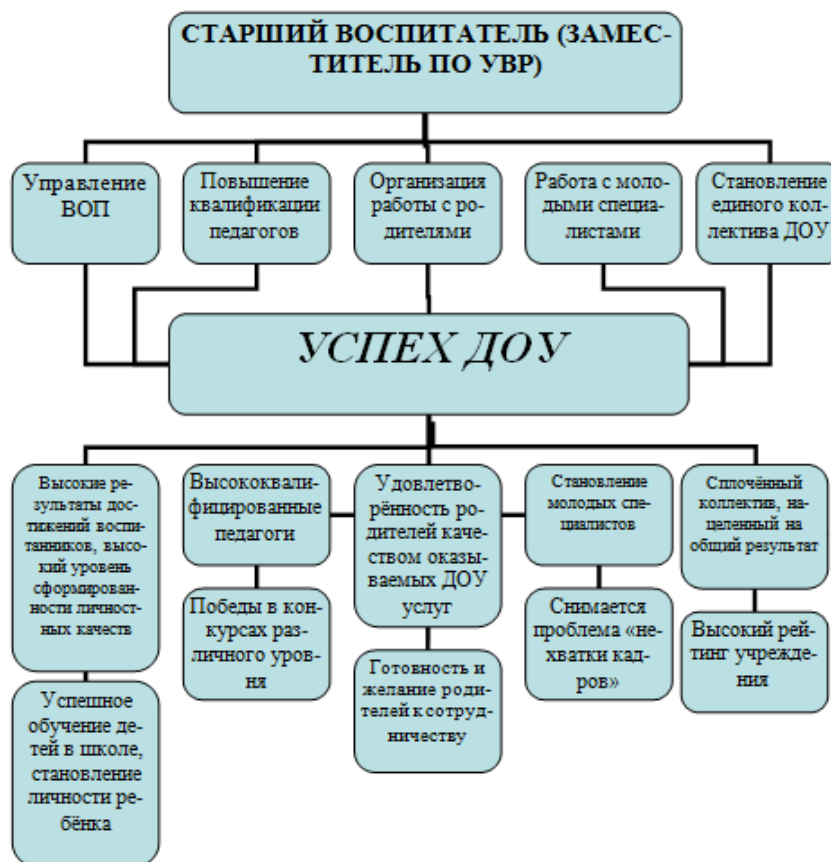 СТАРШИЙ ВОСПИТАТЕЛЬ (ЗАМЕС-
ТИТЕЛЬ ПО УВР)
Управление
ВОП
Повышение
квалификации
педагогов
Организация
работы с ро-
дителями
Работа с моло-
дыми специа-
листами
Становление
единого кол-
лектива ДОУ
УСПЕХ ДОУ
Высокие ре-
зультаты дос-
тижений воспи-
танников, высо-
кий уровень
сформирован-
ности личност-
ных качеств
Высококвали-
фицированные
педагоги
Удовлетво-
рённость ро-
дителей качес-
твом оказы-
ваемых ДОУ
услуг
Становление
молодых спе-
циалистов
Сплочённый
коллектив, на-
целенный на
общий результат
Победы в кон-
курсах раз-
личного уров-
ня
Снимается
проблема «не-
хватки кад-
ров»
Высокий рей-
тинг учрежде-
ния
Готовность и
желание роди-
телей к сотруд-
ничеству
Успешное
обучение де-
тей в школе,
становление
личности ре-
бёнка